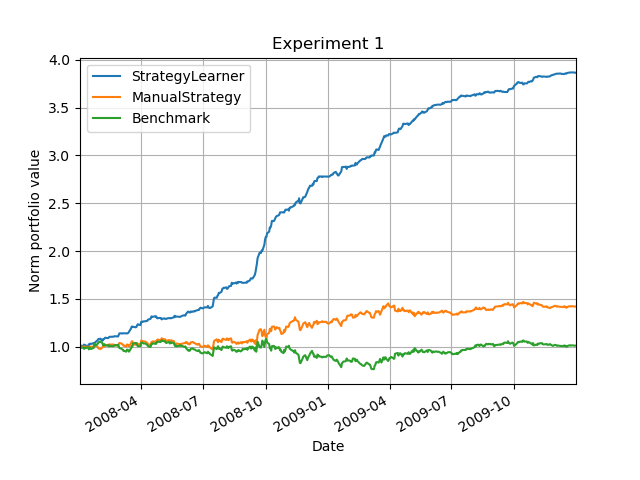 Experiment 1
StrategyLearner
ManualStrategy
Benchmark
Norm portfolio value
4.0
3.5
3.0
2.5
2.0
1.5
1.0
2008-04
2008-07
2008-10
2009-01
2009-04
2009-07
2009-10
Date